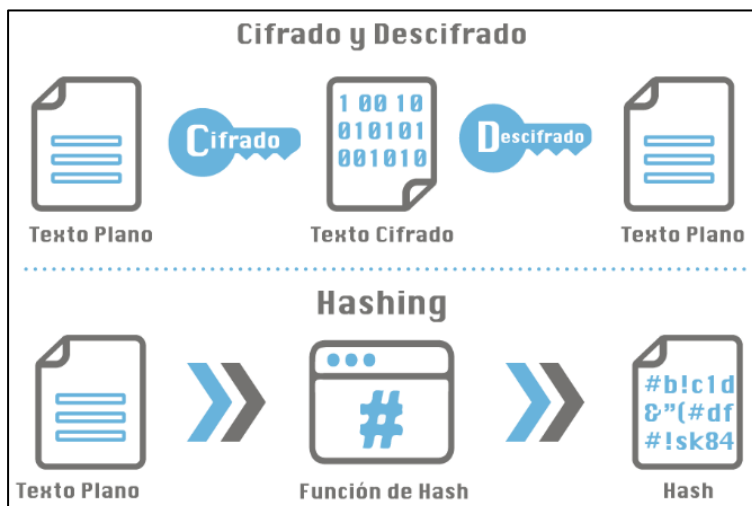 Cifrado y Descifrado
Cifrado
1 00 10
010101
001010
Descifrado
Texto Plano
Texto Cifrado
Texto Plano
Hashing
#
#b!c1d
&"(#df
#!sk84
Texto Plano
Función de Hash
Hash